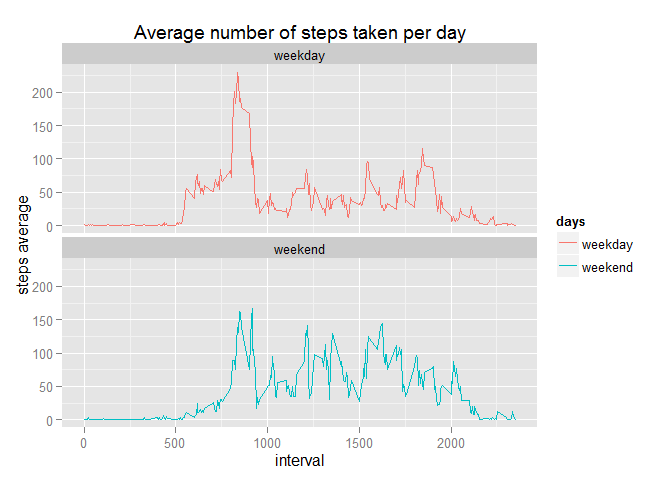 Average number of steps taken per day
weekday
200
150
100
50
0
weekend
200
150
100
50
0
steps average
0 500 1000 1500 2000
interval
days
weekday
weekend